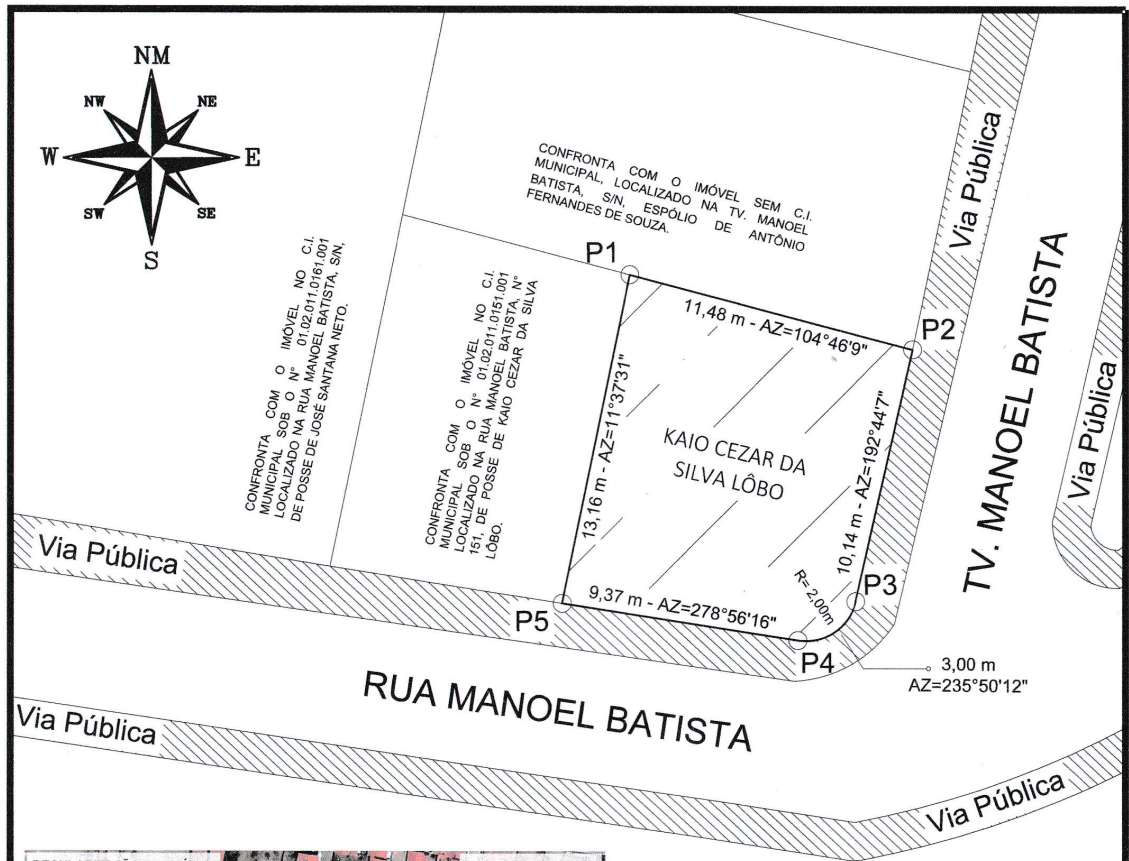 NM
NW
NE
W
E
SW
SE
S
CONFRONTA COM O IMÓVEL SEM C.I.
MUNICIPAL, LOCALIZADO NA TV. MANOEL
BATISTA, S/N, ESPÓLIO DE ANTÔNIO
FERNANDES DE SOUZA.
CONFRONTA COM O IMÓVEL NO C.I.
MUNICIPAL SOB O Nº 01.02.011.0161.001
LOCALIZADO NA RUA MANOEL BATISTA, S/N,
DE POSSE DE JOSÉ SANTANA NETO.
CONFRONTA COM O IMÓVEL NO C.I.
MUNICIPAL SOB O Nº 01.02.011.0151.001
LOCALIZADO NA RUA MANOEL BATISTA, Nº
151, DE POSSE DE KAIO CEZAR DA SILVA
LÔBO.
P1
11,48 m - AZ=104°46'9"
P2
13,16 m - AZ=11°37'31"
KAIO CEZAR DA
SILVA LÔBO
10,14 m - AZ=192°44'7"
R= 2,00m
P3
9,37 m - AZ=278°56'16"
P4
P5
3,00 m
AZ=235°50'12"
Via Pública
TV. MANOEL BATISTA
Via Pública
Via Pública
RUA MANOEL BATISTA
Via Pública
Via Pública